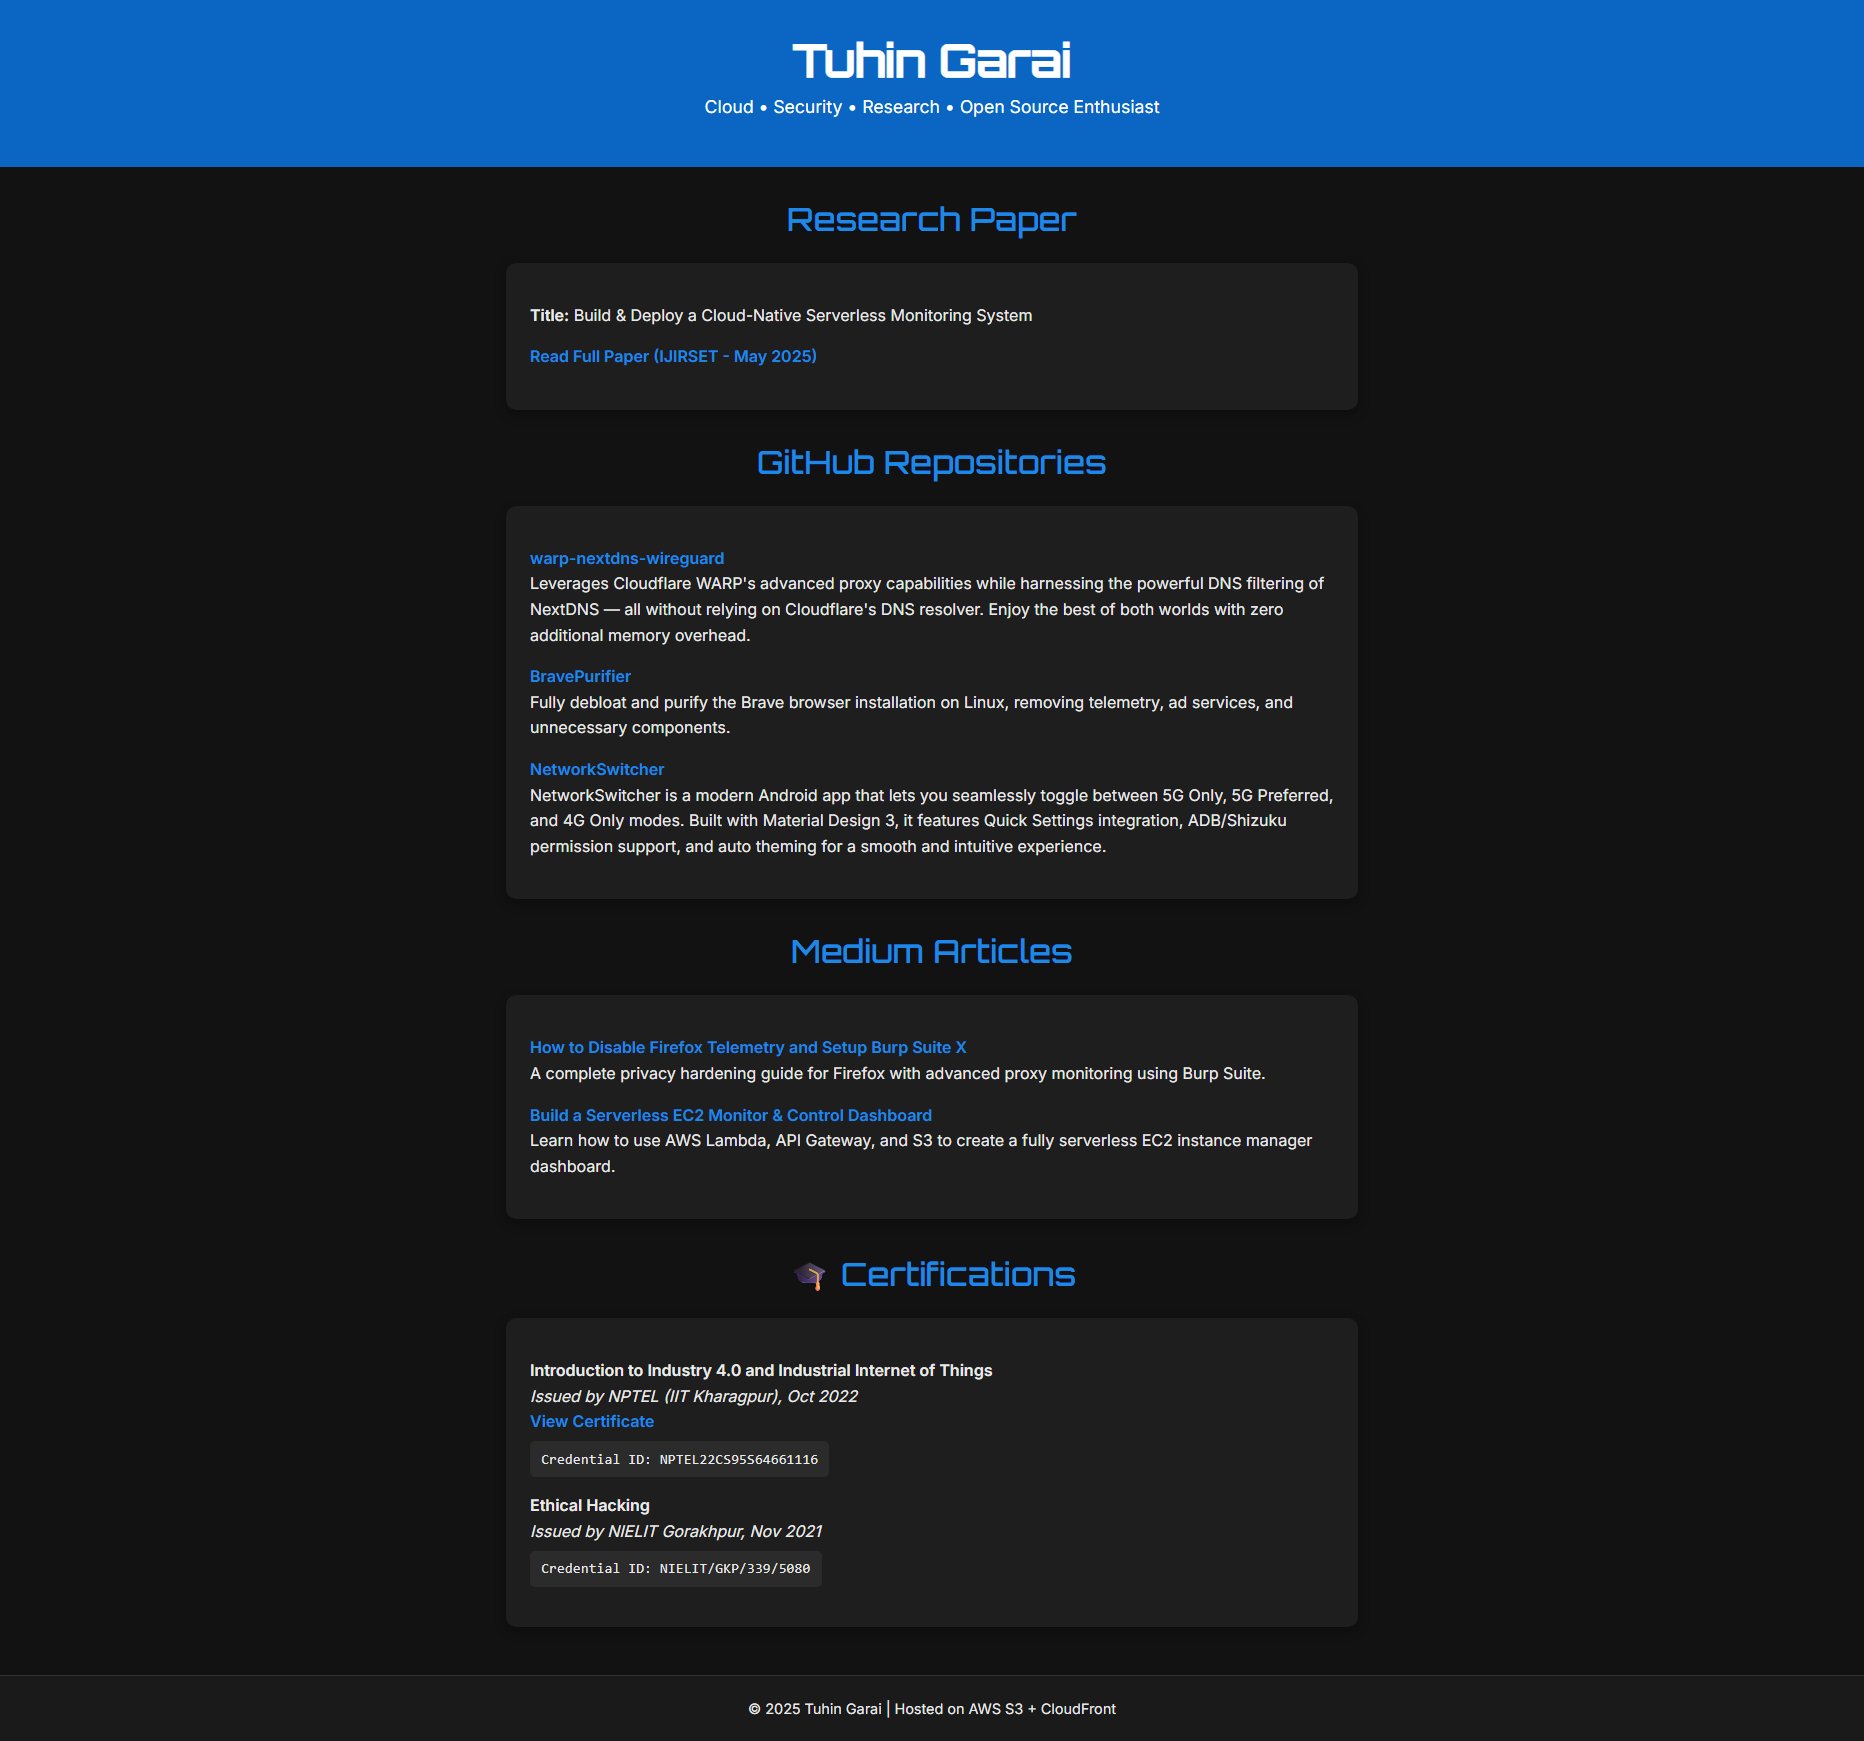 Tuhin Garai
Cloud • Security • Research • Open Source Enthusiast
Research Paper
Title: Build & Deploy a Cloud-Native Serverless Monitoring System
Read Full Paper (IJIRSET - May 2025)
GitHub Repositories
warp-nextdns-wireguard
Leverages Cloudflare WARP's advanced proxy capabilities while harnessing the powerful DNS filtering of
NextDNS — all without relying on Cloudflare's DNS resolver. Enjoy the best of both worlds with zero
additional memory overhead.
BravePurifier
Fully debloat and purify the Brave browser installation on Linux, removing telemetry, ad services, and
unnecessary components.
NetworkSwitcher
NetworkSwitcher is a modern Android app that lets you seamlessly toggle between 5G Only, 5G Preferred,
and 4G Only modes. Built with Material Design 3, it features Quick Settings integration, ADB/Shizuku
permission support, and auto theming for a smooth and intuitive experience.
Medium Articles
How to Disable Firefox Telemetry and Setup Burp Suite X
A complete privacy hardening guide for Firefox with advanced proxy monitoring using Burp Suite.
Build a Serverless EC2 Monitor & Control Dashboard
Learn how to use AWS Lambda, API Gateway, and S3 to create a fully serverless EC2 instance manager
dashboard.
🎓 Certifications
Introduction to Industry 4.0 and Industrial Internet of Things
Issued by NPTEL (IIT Kharagpur), Oct 2022
View Certificate
Credential ID: NPTEL22CS95S64661116
Ethical Hacking
Issued by NIELIT Gorakhpur, Nov 2021
Credential ID: NIELIT/GKP/339/5080
© 2025 Tuhin Garai | Hosted on AWS S3 + CloudFront